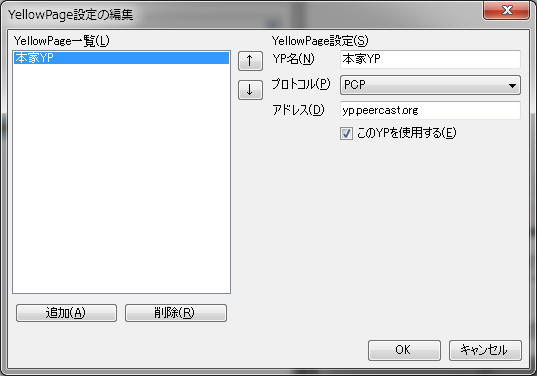 YellowPage設定の編集
YellowPage一覧(L)
本家YP
↑
↓
追加(A)
削除(R)
YellowPage設定(S)
YP名(N) 本家YP
プロトコル(P) PCP
アドレス(D) yp.peercast.org
このYPを使用する(E)
OK キャンセル